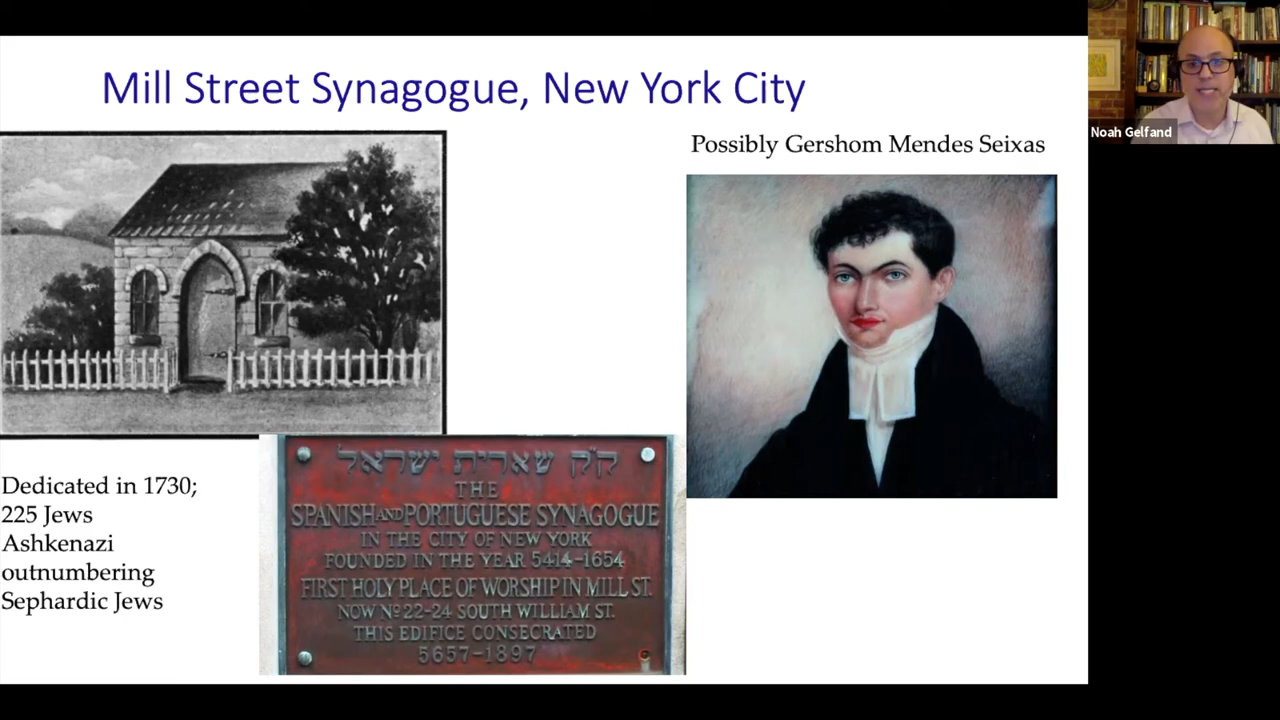 Mill Street Synagogue, New York City
Noah Gelfand
Possibly Gershom Mendes Seixas
Dedicated in 1730;
225 Jews
Ashkenazi
outnumbering
Sephardic Jews
ק״ק שארית ישראל
THE
SPANISH AND PORTUGUESE SYNAGOGUE
IN THE CITY OF NEW YORK
FOUNDED IN THE YEAR 5414-1654
FIRST HOLY PLACE OF WORSHIP IN MILL ST.
NOW Nº 22-24 SOUTH WILLIAM ST.
THIS EDIFICE CONSECRATED
5657-1897